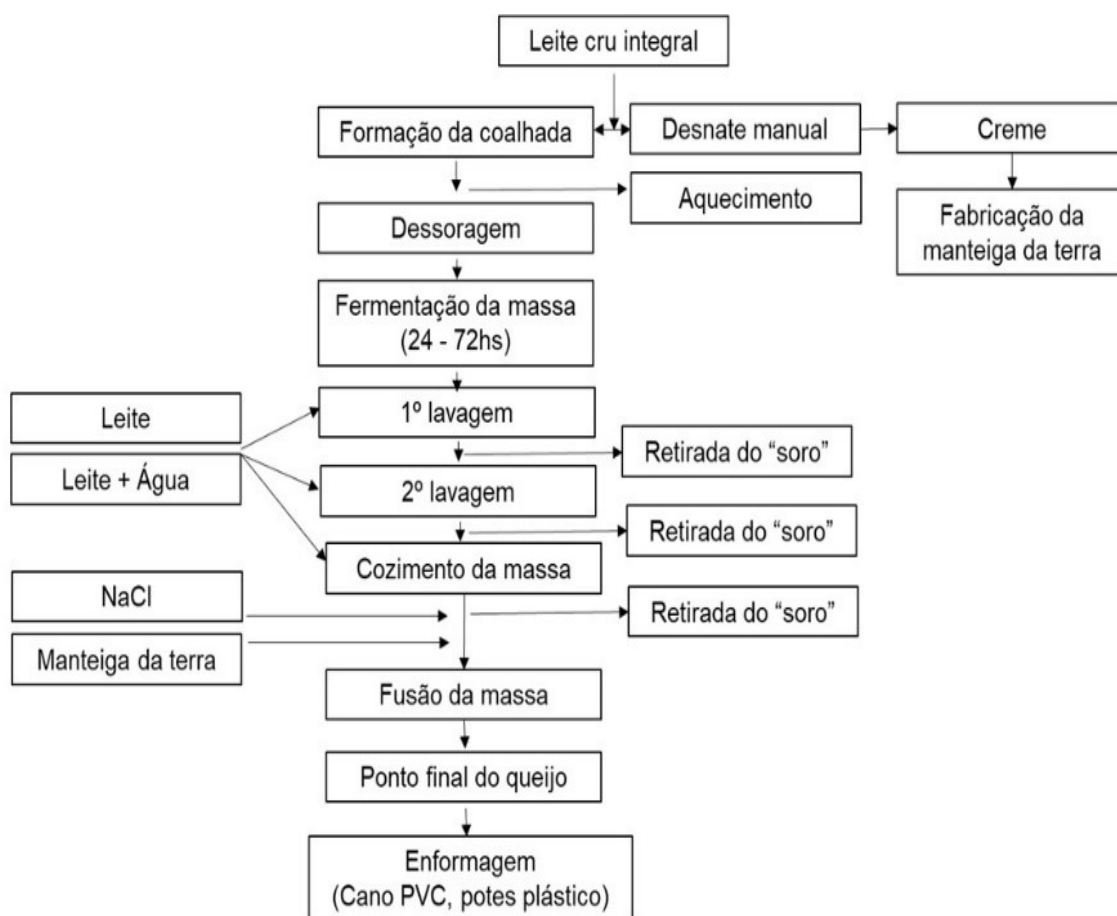 Leite cru integral
Formação da coalhada
Desnate manual
Creme
Aquecimento
Fabricação da
manteiga da terra
Dessoragem
Fermentação da massa
(24 - 72hs)
Leite
Leite + Água
1º lavagem
Retirada do “soro”
2º lavagem
Retirada do “soro”
Cozimento da massa
NaCl
Manteiga da terra
Retirada do “soro”
Fusão da massa
Ponto final do queijo
Enformagem
(Cano PVC, potes plástico)